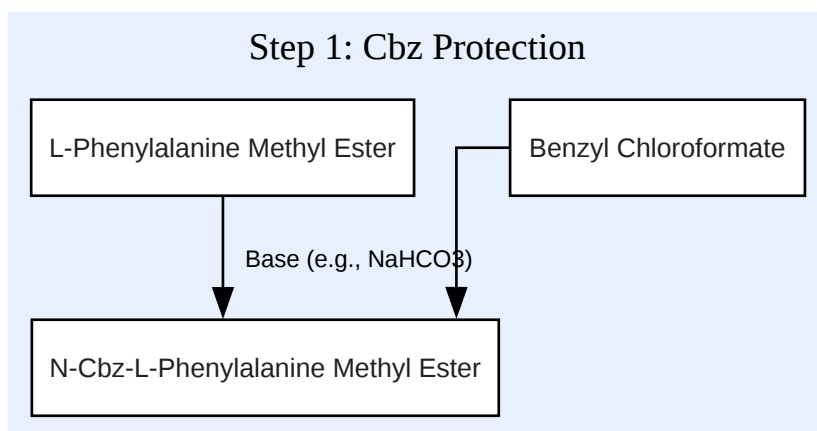 Step 1: Cbz Protection
L-Phenylalanine Methyl Ester
Benzyl Chloroformate
Base (e.g., NaHCO3)
N-Cbz-L-Phenylalanine Methyl Ester